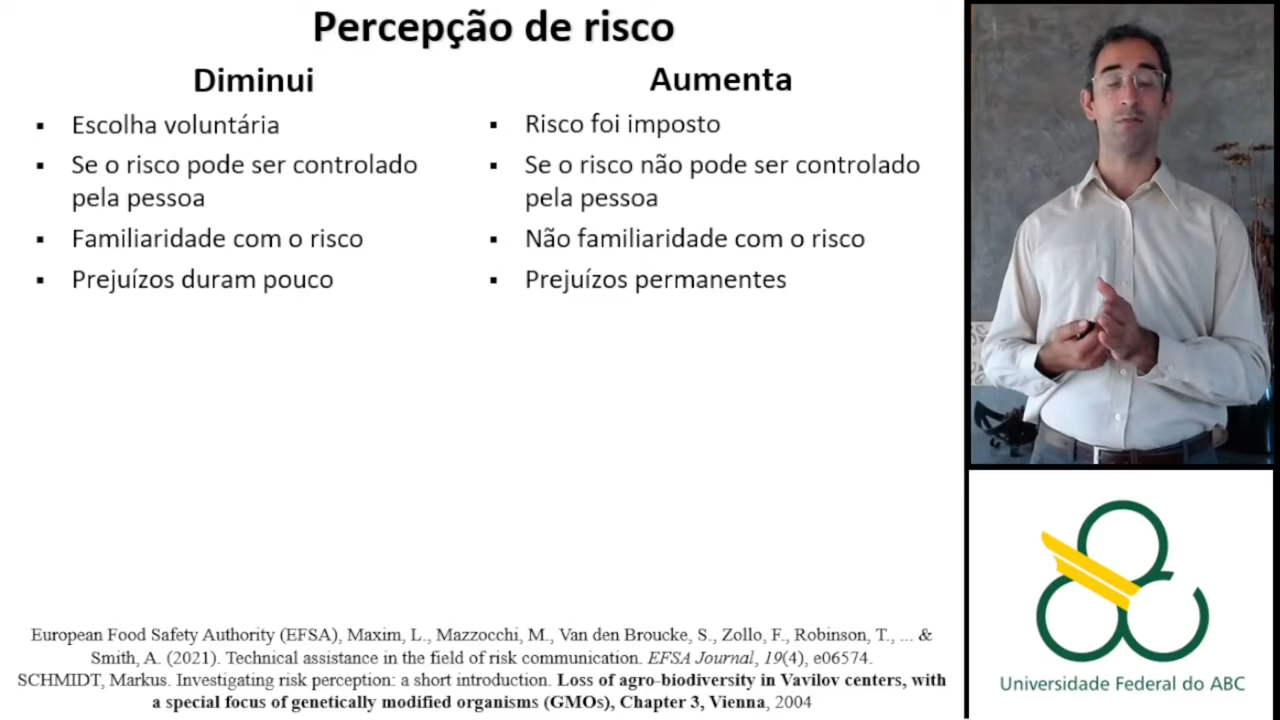 Percepção de risco
Diminui
▪ Escolha voluntária
▪ Se o risco pode ser controlado
pela pessoa
▪ Familiaridade com o risco
▪ Prejuízos duram pouco
Aumenta
▪ Risco foi imposto
▪ Se o risco não pode ser controlado
pela pessoa
▪ Não familiaridade com o risco
▪ Prejuízos permanentes
European Food Safety Authority (EFSA), Maxim, L., Mazzocchi, M., Van den Broucke, S., Zollo, F., Robinson, T., ... &
Smith, A. (2021). Technical assistance in the field of risk communication. EFSA Journal, 19(4), e06574.
SCHMIDT, Markus. Investigating risk perception: a short introduction. Loss of agro-biodiversity in Vavilov centers, with
a special focus of genetically modified organisms (GMOs), Chapter 3, Vienna, 2004
Universidade Federal do ABC